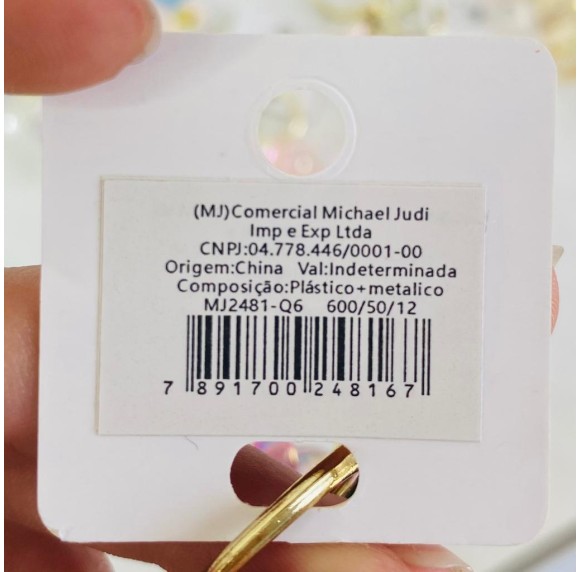 (MJ)Comercial Michael Judi
Imp e Exp Ltda
CNPJ:04.778.446/0001-00
Origem:China Val:Indeterminada
Composição:Plástico+metalico
MJ2481-Q6 600/50/12
7 891700 248167